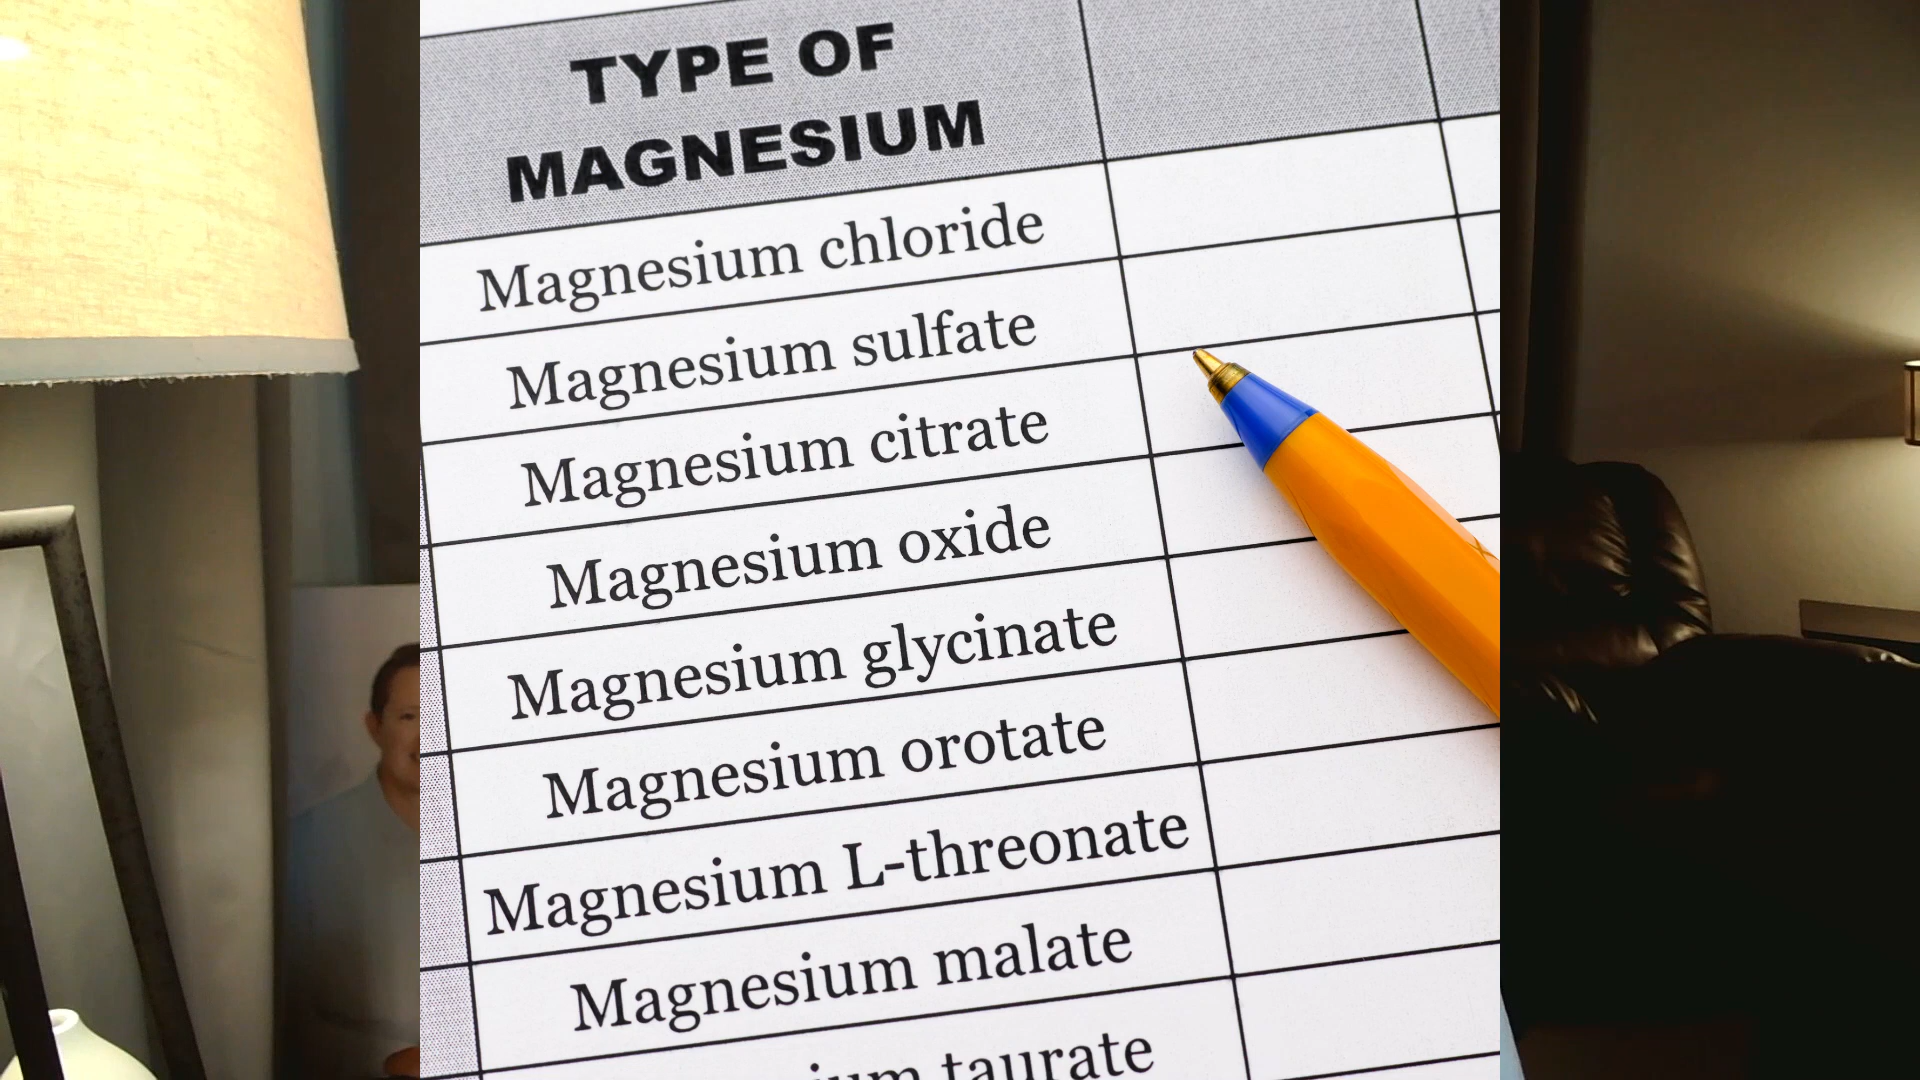 TYPE OF
MAGNESIUM
Magnesium chloride
Magnesium sulfate
Magnesium citrate
Magnesium oxide
Magnesium glycinate
Magnesium orotate
Magnesium L-threonate
Magnesium malate
taurate